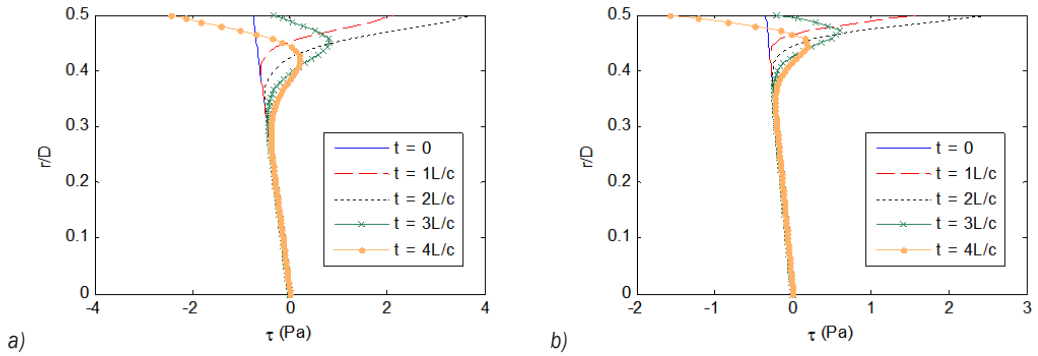 0.5
0.4
0.3
0.2
0.1
0
r/D
-4
-2
0
2
4
τ (Pa)
t = 0
t = 1L/c
t = 2L/c
t = 3L/c
t = 4L/c
a)
0.5
0.4
0.3
0.2
0.1
0
r/D
-2
-1
0
1
2
3
τ (Pa)
t = 0
t = 1L/c
t = 2L/c
t = 3L/c
t = 4L/c
b)